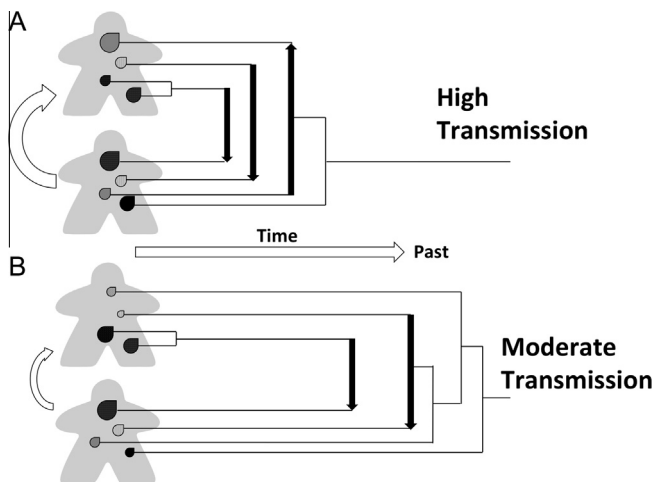 A
High
Transmission
Time
Past
B
Moderate
Transmission